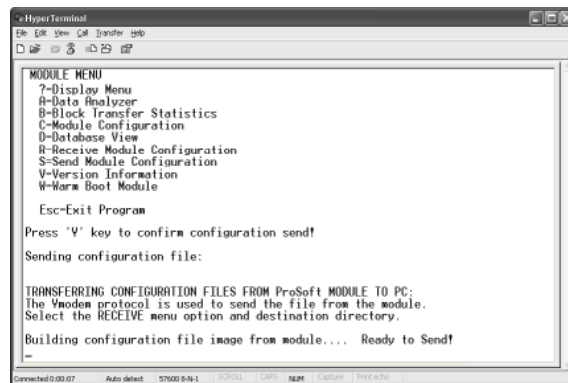 HyperTerminal
File Edit View Call Transfer Help
MODULE MENU
?=Display Menu
A=Data Analyzer
B=Block Transfer Statistics
C=Module Configuration
D=Database View
R=Receive Module Configuration
S=Send Module Configuration
V=Version Information
W=Warm Boot Module
Esc=Exit Program
Press 'Y' key to confirm configuration send!
Sending configuration file:
TRANSFERRING CONFIGURATION FILES FROM ProSoft MODULE TO PC:
The Ymodem protocol is used to send the file from the module.
Select the RECEIVE menu option and destination directory.
Building configuration file image from module.... Ready to Send!
_
Connected 0:00:07 Auto detect 57600 8-N-1 SCROLL CAPS NUM Capture Print echo